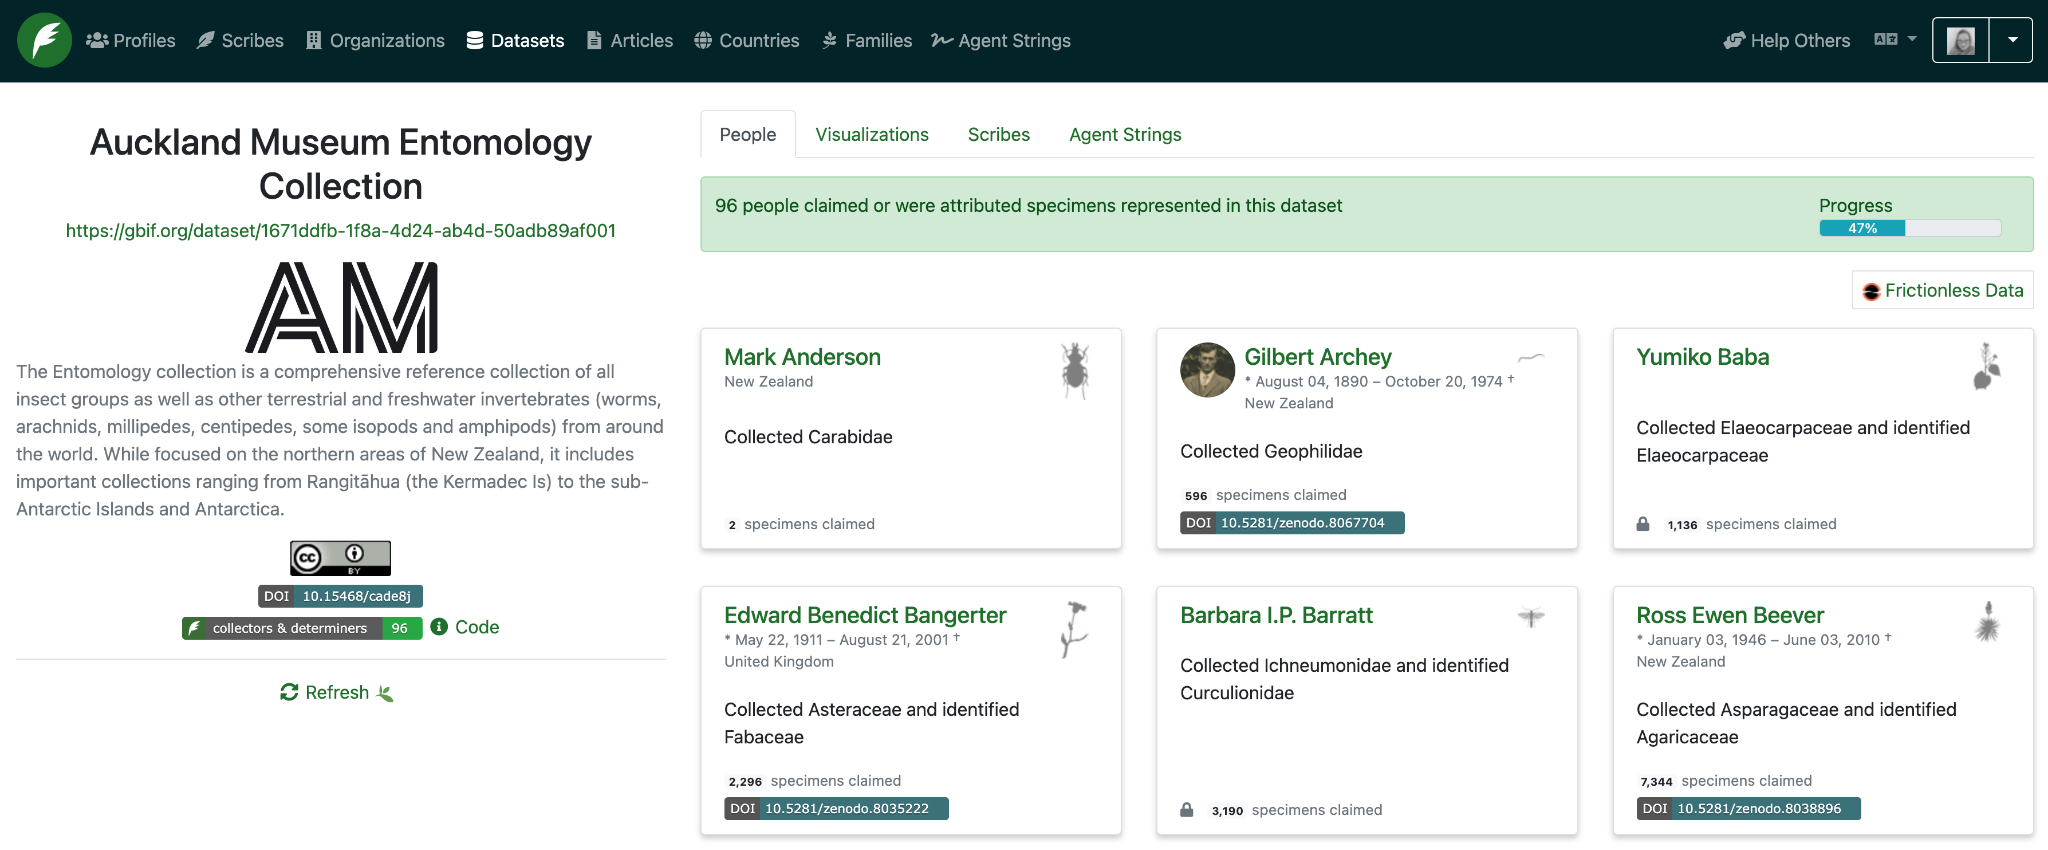 Profiles Scribes Organizations Datasets Articles Countries Families Agent Strings Help Others
Auckland Museum Entomology
Collection
https://gbif.org/dataset/1671ddfb-1f8a-4d24-ab4d-50adb89af001
AM
The Entomology collection is a comprehensive reference collection of all
insect groups as well as other terrestrial and freshwater invertebrates (worms,
arachnids, millipedes, centipedes, some isopods and amphipods) from around
the world. While focused on the northern areas of New Zealand, it includes
important collections ranging from Rangitāhua (the Kermadec Is) to the sub-
Antarctic Islands and Antarctica.
cc BY
DOI 10.15468/cade8j
collectors & determiners 96 Code
Refresh
People Visualizations Scribes Agent Strings
96 people claimed or were attributed specimens represented in this dataset
Progress
47%
Frictionless Data
Mark Anderson
New Zealand
Collected Carabidae
2 specimens claimed
Gilbert Archey
* August 04, 1890 – October 20, 1974 †
New Zealand
Collected Geophilidae
596 specimens claimed
DOI 10.5281/zenodo.8067704
Yumiko Baba
Collected Elaeocarpaceae and identified
Elaeocarpaceae
1,136 specimens claimed
Edward Benedict Bangerter
* May 22, 1911 – August 21, 2001 †
United Kingdom
Collected Asteraceae and identified
Fabaceae
2,296 specimens claimed
DOI 10.5281/zenodo.8035222
Barbara I.P. Barratt
Collected Ichneumonidae and identified
Curculionidae
3,190 specimens claimed
Ross Ewen Beever
* January 03, 1946 – June 03, 2010 †
New Zealand
Collected Asparagaceae and identified
Agaricaceae
7,344 specimens claimed
DOI 10.5281/zenodo.8038896